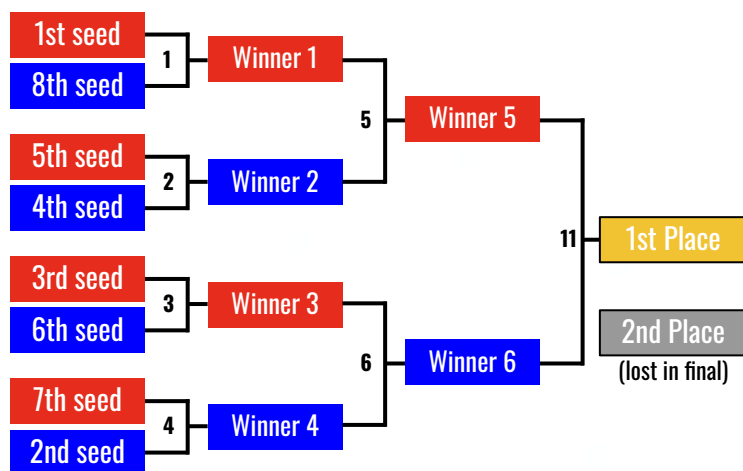 1st seed
1
Winner 1
8th seed
5
Winner 5
5th seed
2
Winner 2
4th seed
11
1st Place
3rd seed
3
Winner 3
6th seed
2nd Place
(lost in final)
6
Winner 6
7th seed
4
Winner 4
2nd seed